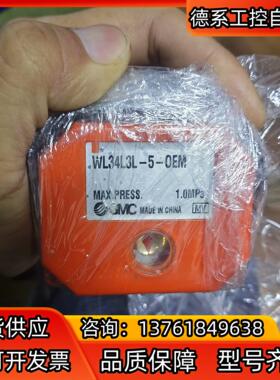 德系工控自
WL34L3L-5-OEM
MAX PRESS. 1.0MPa
SMC MADE IN CHINA MV
货供应 咨询：13761849638
可开发票 品质保障 型号齐